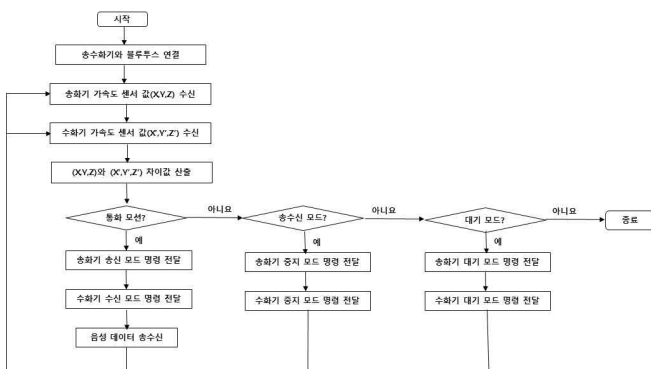 시작
송수화기와 블루투스 연결
송화기 가속도 센서 값(X,Y,Z) 수신
수화기 가속도 센서 값(X',Y',Z') 수신
(X,Y,Z)와 (X',Y',Z') 차이값 산출
통화 모션?
아니요
송수신 모드?
아니요
대기 모드?
아니요
종료
예
예
예
송화기 송신 모드 명령 전달
송화기 중지 모드 명령 전달
송화기 대기 모드 명령 전달
수화기 수신 모드 명령 전달
수화기 중지 모드 명령 전달
수화기 대기 모드 명령 전달
음성 데이터 송수신